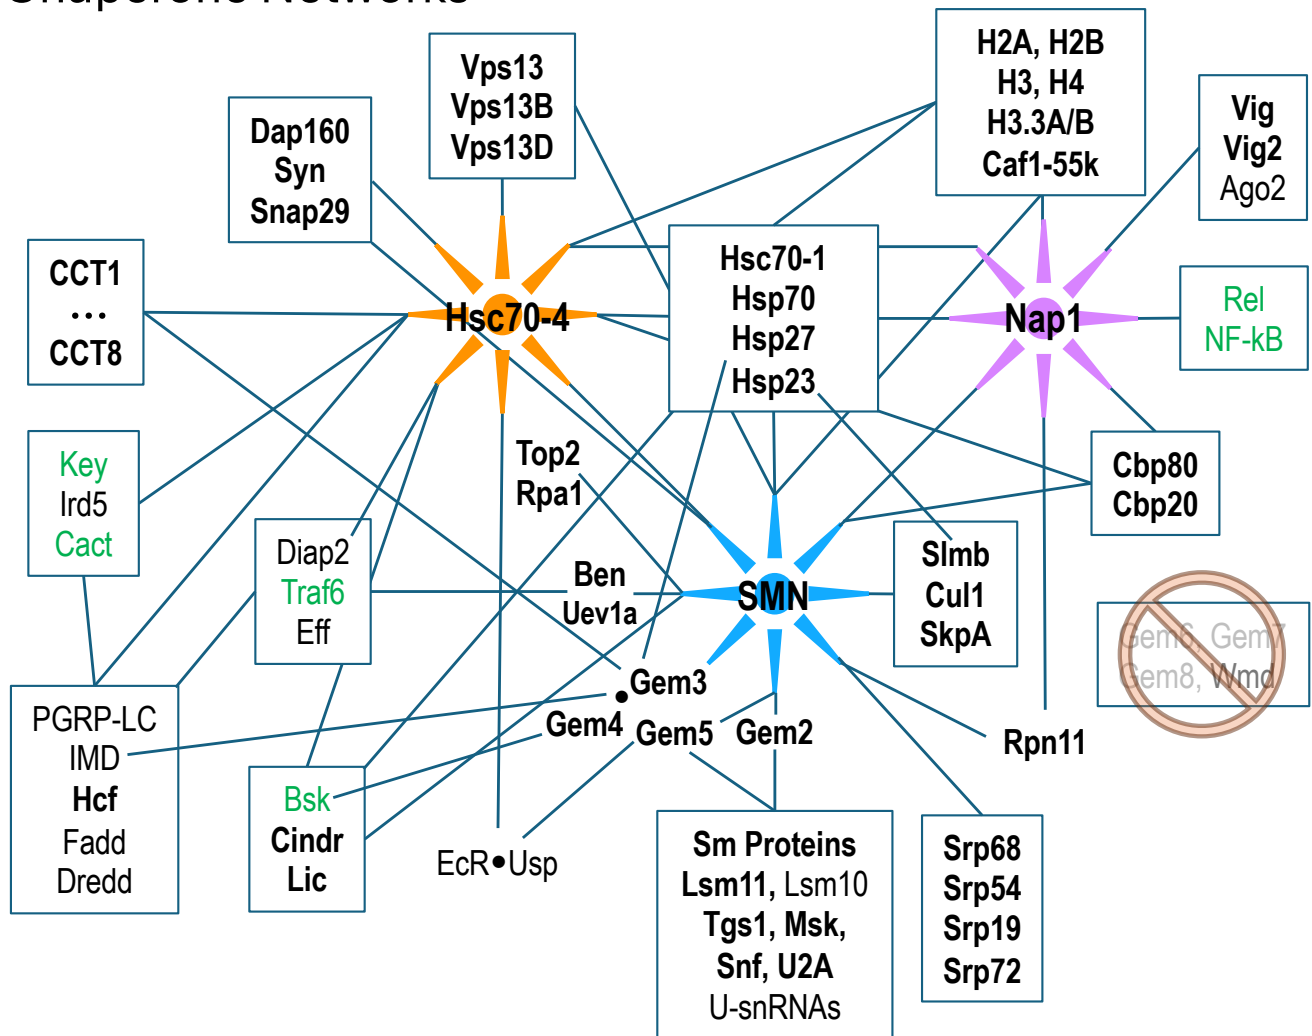 Chaperone Networks
Vps13
Vps13B
Vps13D
H2A, H2B
H3, H4
H3.3A/B
Caf1-55k
Vig
Vig2
Ago2
Dap160
Syn
Snap29
CCT1
...
CCT8
Hsc70-4
Hsc70-1
Hsp70
Hsp27
Hsp23
Nap1
Rel
NF-kB
Key
Ird5
Cact
Top2
Rpa1
Cbp80
Cbp20
Diap2
Traf6
Eff
Ben
Uev1a
SMN
Slmb
Cul1
SkpA
Gem6, Gem7
Gem8, Wmd
PGRP-LC
IMD
Hcf
Fadd
Dredd
Gem3
•
Gem4
Gem5
Gem2
Rpn11
Bsk
Cindr
Lic
EcR•Usp
Sm Proteins
Lsm11, Lsm10
Tgs1, Msk,
Snf, U2A
U-snRNAs
Srp68
Srp54
Srp19
Srp72